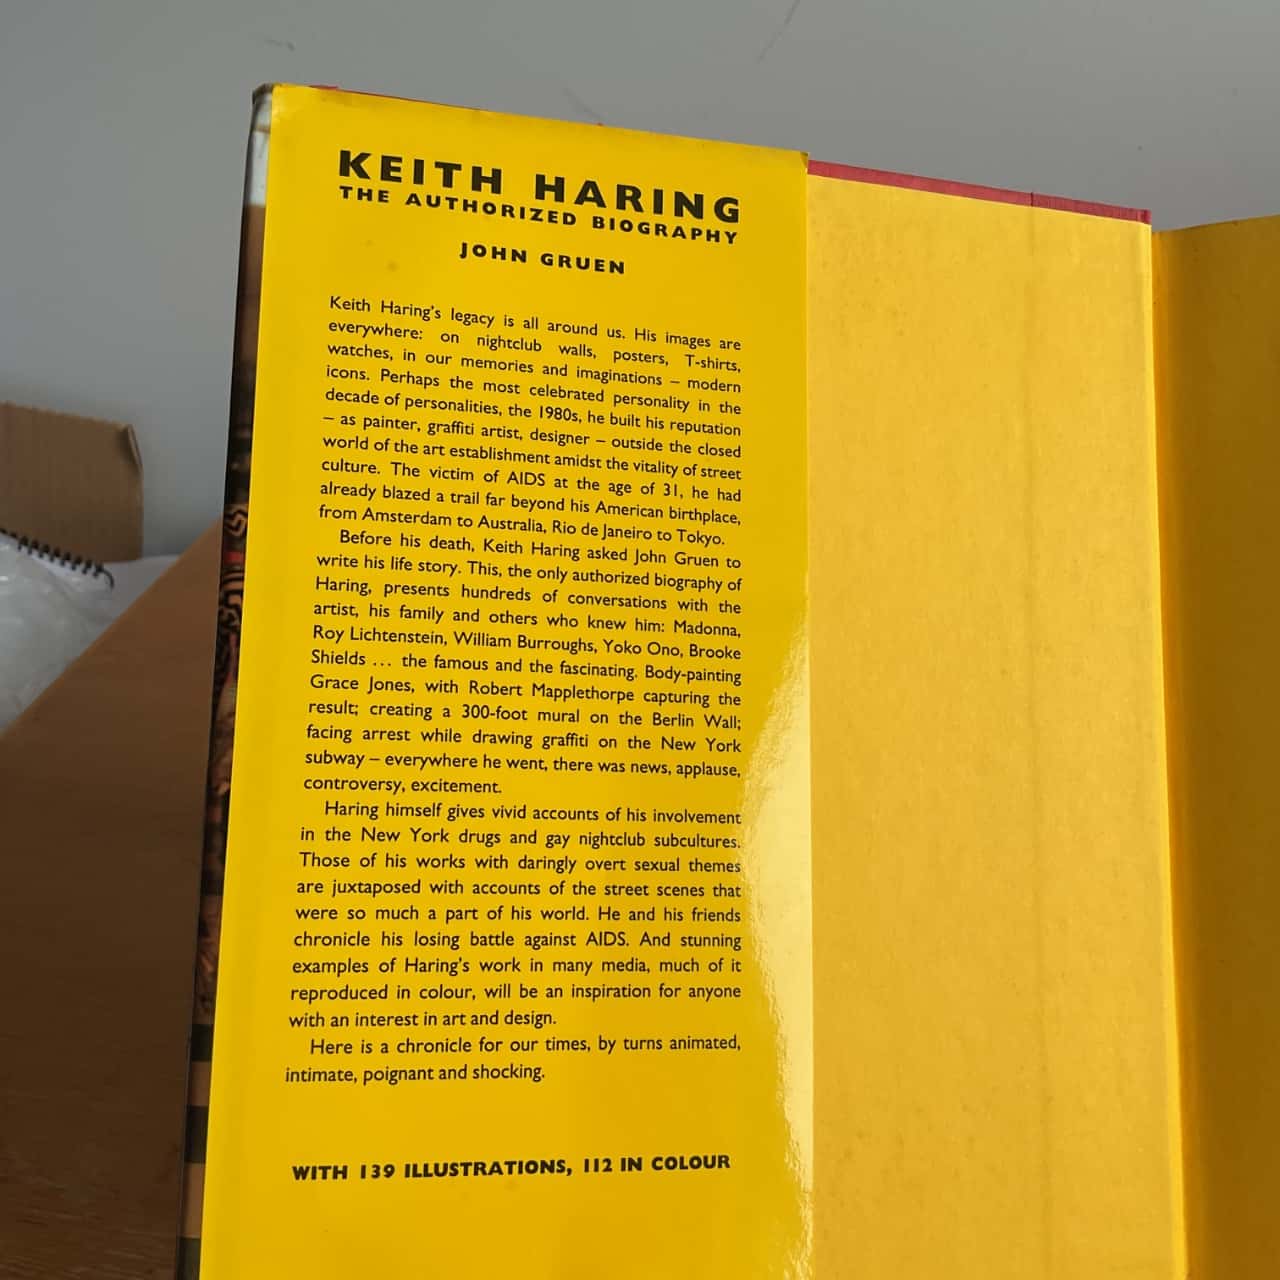 KEITH HARING
THE AUTHORIZED BIOGRAPHY
JOHN GRUEN
Keith Haring's legacy is all around us. His images are
everywhere: on nightclub walls, posters, T-shirts,
watches, in our memories and imaginations – modern
icons. Perhaps the most celebrated personality in the
decade of personalities, the 1980s, he built his reputation
– as painter, graffiti artist, designer – outside the closed
world of the art establishment amidst the vitality of street
culture. The victim of AIDS at the age of 31, he had
already blazed a trail far beyond his American birthplace,
from Amsterdam to Australia, Rio de Janeiro to Tokyo.
Before his death, Keith Haring asked John Gruen to
write his life story. This, the only authorized biography of
Haring, presents hundreds of conversations with the
artist, his family and others who knew him: Madonna,
Roy Lichtenstein, William Burroughs, Yoko Ono, Brooke
Shields ... the famous and the fascinating. Body-painting
Grace Jones, with Robert Mapplethorpe capturing the
result; creating a 300-foot mural on the Berlin Wall;
facing arrest while drawing graffiti on the New York
subway – everywhere he went, there was news, applause,
controversy, excitement.
Haring himself gives vivid accounts of his involvement
in the New York drugs and gay nightclub subcultures.
Those of his works with daringly overt sexual themes
are juxtaposed with accounts of the street scenes that
were so much a part of his world. He and his friends
chronicle his losing battle against AIDS. And stunning
examples of Haring's work in many media, much of it
reproduced in colour, will be an inspiration for anyone
with an interest in art and design.
Here is a chronicle for our times, by turns animated,
intimate, poignant and shocking.
WITH 139 ILLUSTRATIONS, 112 IN COLOUR